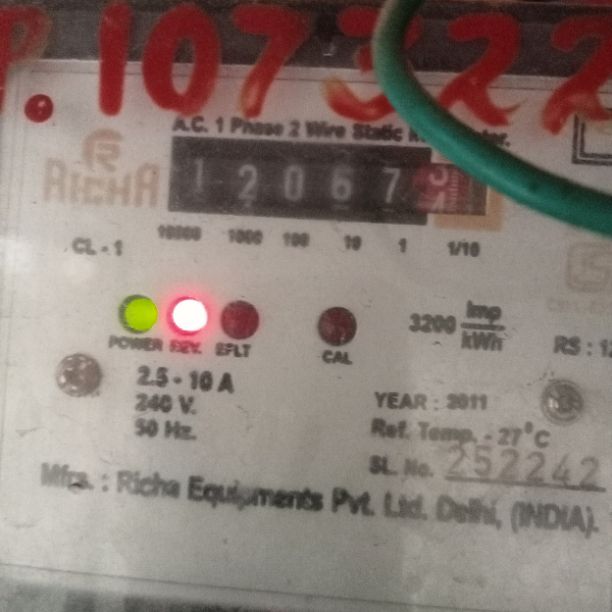 P. 107322
A.C. 1 Phase 2 Wire Static
RICHA
1 2 0 6 7
10000 1000 100 10 1 1/10
CL - 1
3200 Imp/kWh
POWER REV. EFLT CAL
RS : 12
2.5 - 10 A
240 V.
50 Hz.
YEAR : 2011
Ref. Temp. - 27°C
SL. No. 252242
Mfrs. : Richa Equipments Pvt. Ltd. Delhi, (INDIA).